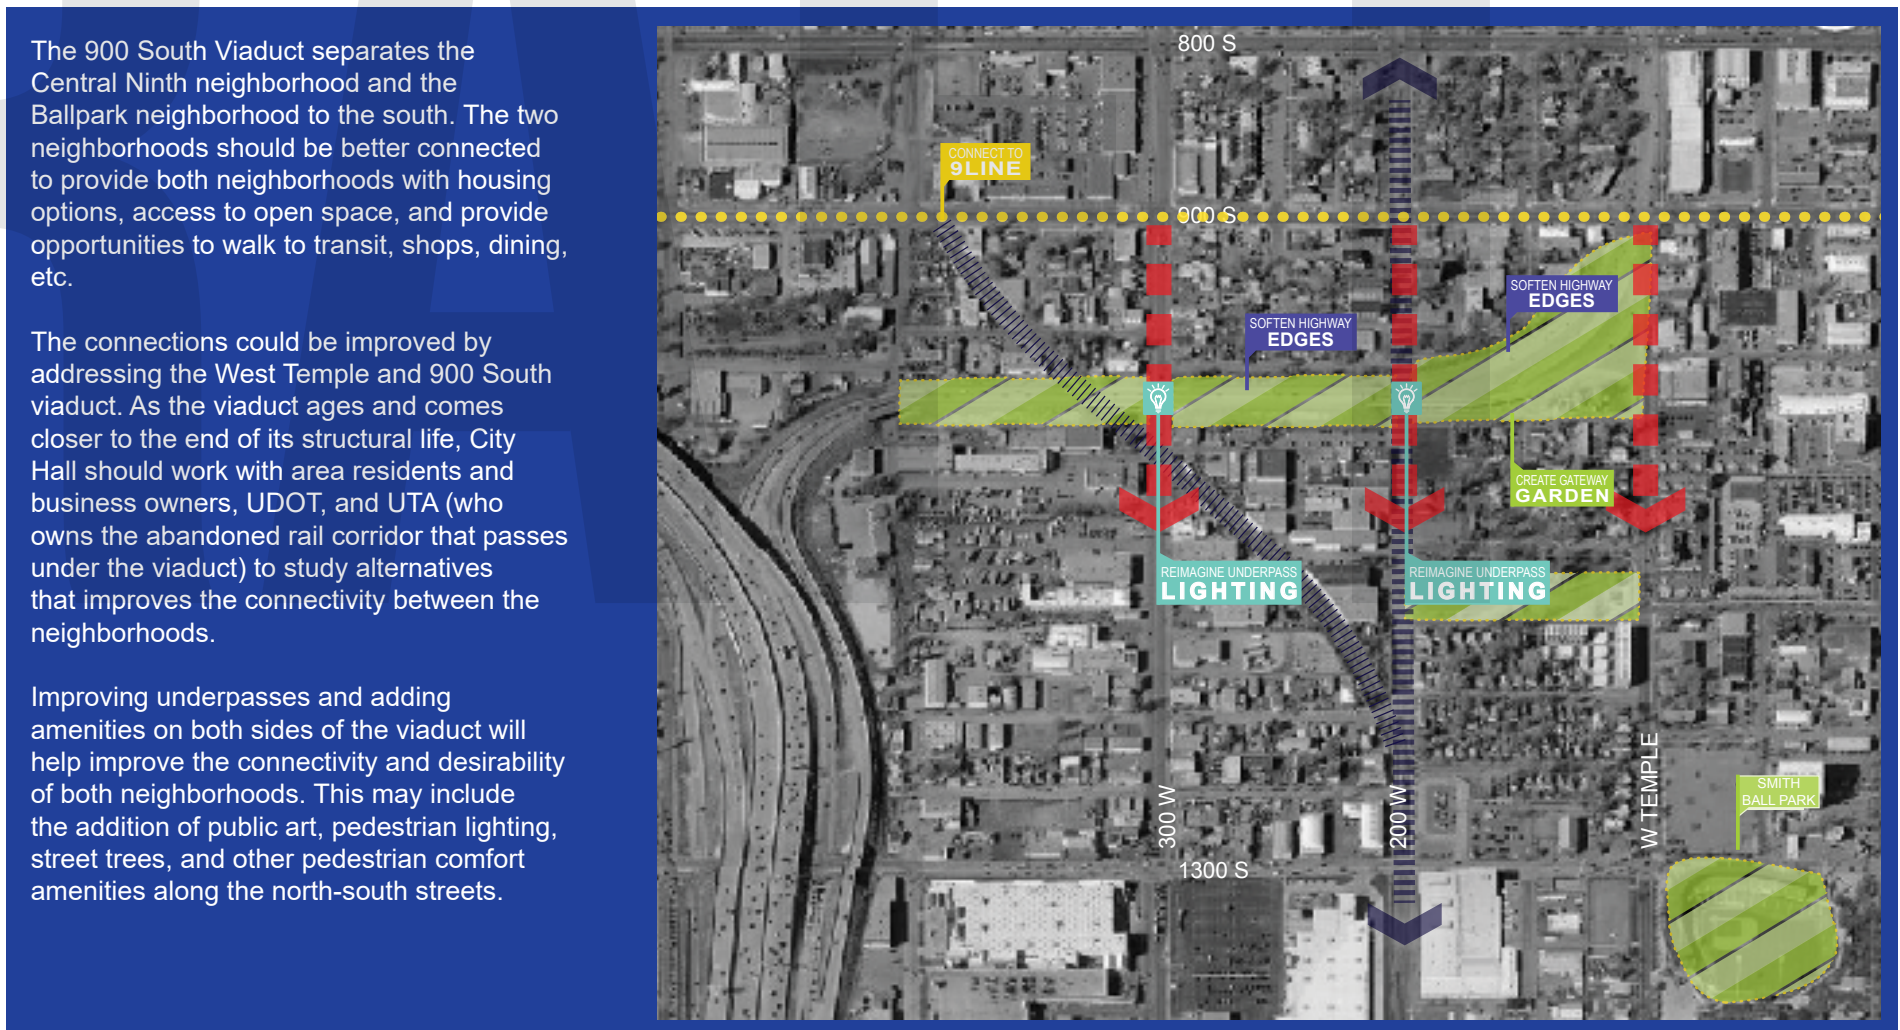 The 900 South Viaduct separates the
Central Ninth neighborhood and the
Ballpark neighborhood to the south. The two
neighborhoods should be better connected
to provide both neighborhoods with housing
options, access to open space, and provide
opportunities to walk to transit, shops, dining,
etc.
The connections could be improved by
addressing the West Temple and 900 South
viaduct. As the viaduct ages and comes
closer to the end of its structural life, City
Hall should work with area residents and
business owners, UDOT, and UTA (who
owns the abandoned rail corridor that passes
under the viaduct) to study alternatives
that improves the connectivity between the
neighborhoods.
Improving underpasses and adding
amenities on both sides of the viaduct will
help improve the connectivity and desirability
of both neighborhoods. This may include
the addition of public art, pedestrian lighting,
street trees, and other pedestrian comfort
amenities along the north-south streets.
800 S
CONNECT TO
9LINE
900 S
SOFTEN HIGHWAY
EDGES
SOFTEN HIGHWAY
EDGES
CREATE GATEWAY
GARDEN
REIMAGINE UNDERPASS
LIGHTING
REIMAGINE UNDERPASS
LIGHTING
300 W
200 W
W TEMPLE
SMITH
BALL PARK
1300 S